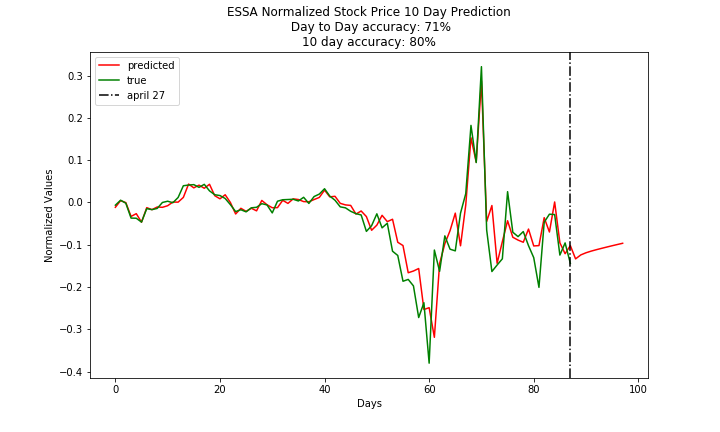 ESSA Normalized Stock Price 10 Day Prediction
Day to Day accuracy: 71%
10 day accuracy: 80%
predicted
true
april 27
0.3
0.2
0.1
0.0
−0.1
−0.2
−0.3
−0.4
Normalized Values
0 20 40 60 80 100
Days